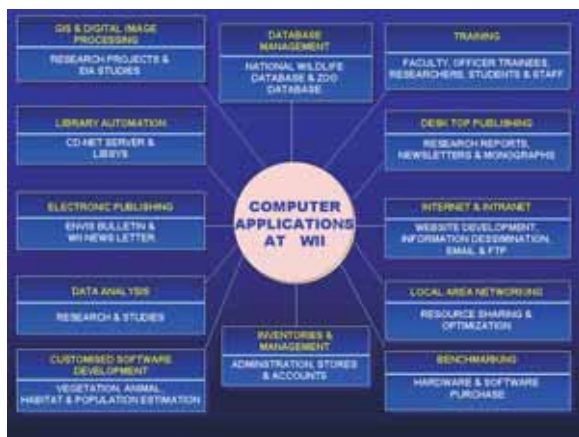 GIS & DIGITAL IMAGE
PROCESSING
RESEARCH PROJECTS &
EIA STUDIES
DATABASE
MANAGEMENT
NATIONAL WILDLIFE
DATABASE & ZOO
DATABASE
TRAINING
FACULTY, OFFICER TRAINEES,
RESEARCHERS, STUDENTS & STAFF
LIBRARY AUTOMATION
CD-NET SERVER &
LIBSYS
DESK TOP PUBLISHING
RESEARCH REPORTS,
NEWSLETTERS & MONOGRAPHS
ELECTRONIC PUBLISHING
ENVIS BULLETIN &
WII NEWS LETTER
COMPUTER
APPLICATIONS
AT WII
INTERNET & INTRANET
WEBSITE DEVELOPMENT,
INFORMATION DESSIMINATION,
EMAIL & FTP
DATA ANALYSIS
RESEARCH & STUDIES
LOCAL AREA NETWORKING
RESOURCE SHARING &
OPTIMIZATION
CUSTOMISED SOFTWARE
DEVELOPMENT
VEGETATION, ANIMAL,
HABITAT & POPULATION ESTIMATION
INVENTORIES &
MANAGEMENT
ADMINSTRATION, STORES
& ACCOUNTS
BENCHMARKING
HARDWARE & SOFTWARE
PURCHASE